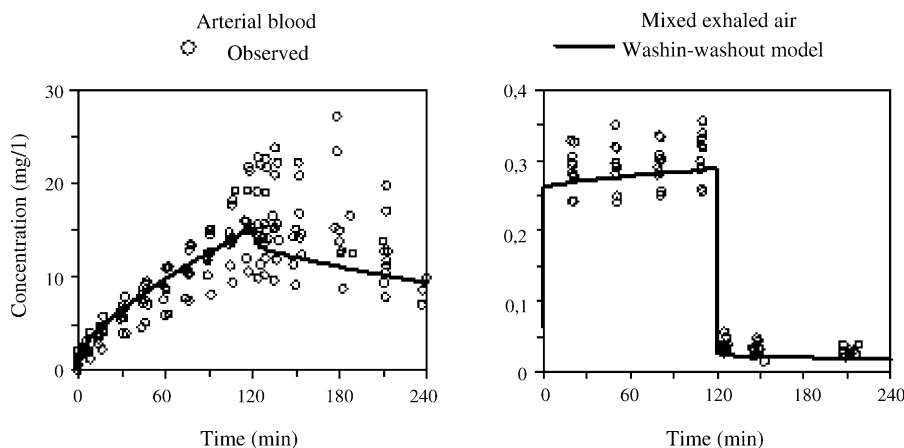 Arterial blood
Observed
Mixed exhaled air
Washin-washout model
Concentration (mg/1)
30
20
10
0
0 60 120 180 240
Time (min)
0,4
0,3
0,2
0,1
0
0 60 120 180 240
Time (min)